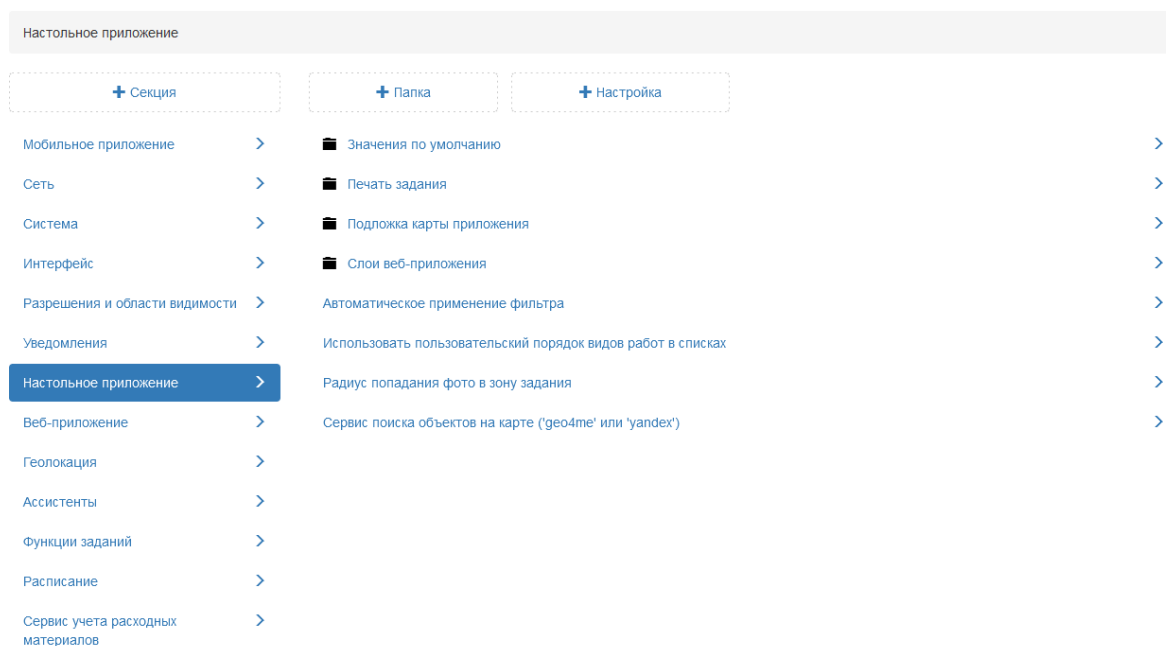 Настольное приложение
Секция
Папка
Настройка
Мобильное приложение
Сеть
Система
Интерфейс
Разрешения и области видимости
Уведомления
Настольное приложение
Веб-приложение
Геолокация
Ассистенты
Функции заданий
Расписание
Сервис учета расходных
материалов
Значения по умолчанию
Печать задания
Подложка карты приложения
Слои веб-приложения
Автоматическое применение фильтра
Использовать пользовательский порядок видов работ в списках
Радиус попадания фото в зону задания
Сервис поиска объектов на карте ('geo4me' или 'yandex')